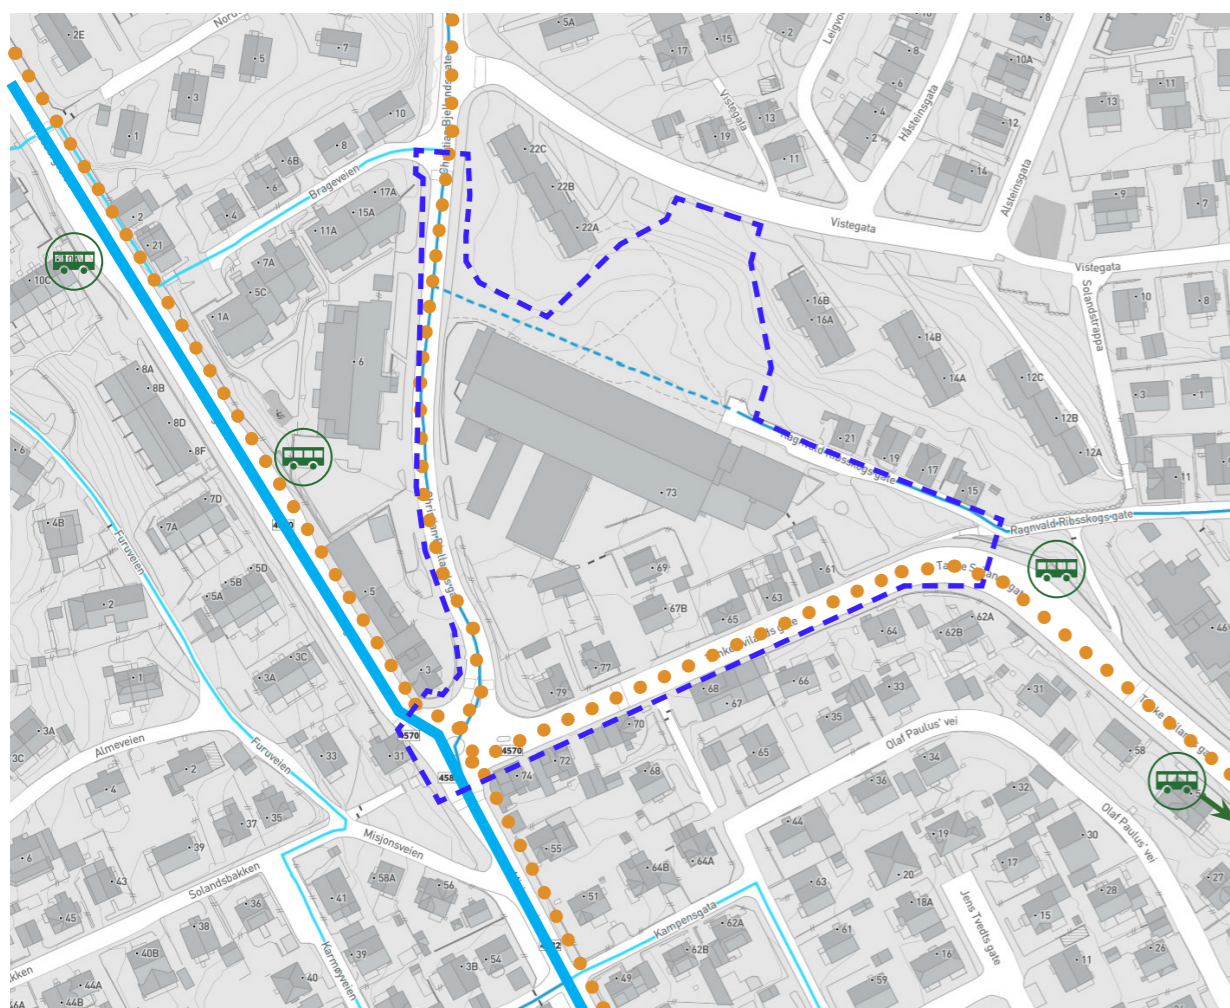 2E
5
7
3
1
10
8
6B
6
4
2
21
Brageveien
17A
15A
11A
7A
5C
1A
6
10C
Christian Bjellands gate
5A
17
15
2
Vistegata
13
19
11
22C
22B
22A
8
6
4
2
Håsteinsgata
8
10A
12
14
Alsteinsgata
13
11
9
7
Vistegata
Vistegata
Solandstrappa
10
8
3
1
16B
16A
14B
14A
12C
12B
12A
11
21
19
17
15
Ragnvald Ribsskogs gate
Ragnvald Ribsskogs gate
73
8A
8B
8D
8F
7D
7A
4B
6
Furuveien
5D
5B
5A
2
5
3
3C
3A
1
3A
3C
Almeveien
2
4
Furuveien
33
31
4570
4570
69
67B
61
63
65
77
79
64
62A
62B
66
68
67
33
35
31
70
72
74
68
65
58
46
Olaf Paulus' vei
Olaf Paulus' vei
34
36
32
30
44
Misjonsveien
37
35
39
43
45
6
Solandsbakken
58A
56
41
39
36
38
40B
40
44A
44B
Karmøyveien
3B
54
55
51
64B
64A
Kampensgata
62A
62B
49
63
61
59
19
20
18A
16
17
15
11
28
26
27
Jens Tvedts gate